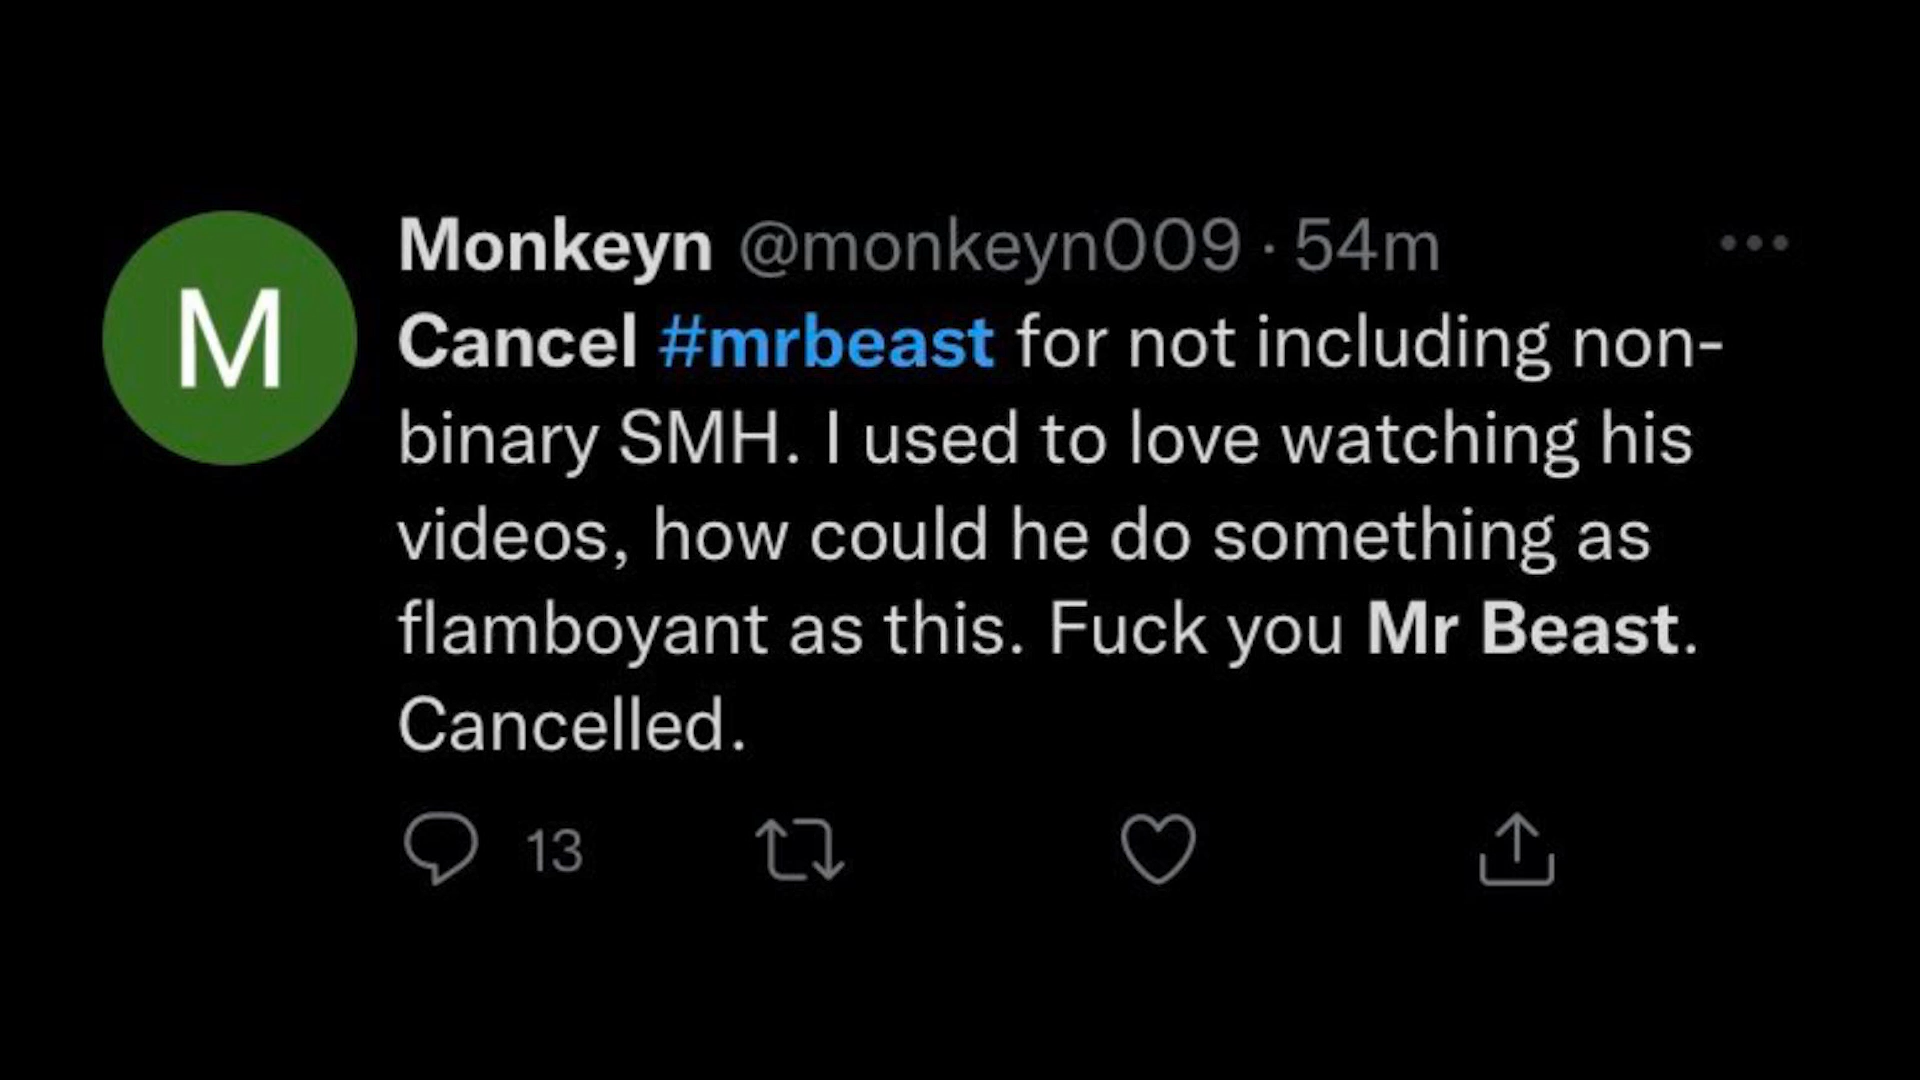 M
Monkeyn @monkeyn009 · 54m
Cancel #mrbeast for not including non-
binary SMH. I used to love watching his
videos, how could he do something as
flamboyant as this. Fuck you Mr Beast.
Cancelled.
13